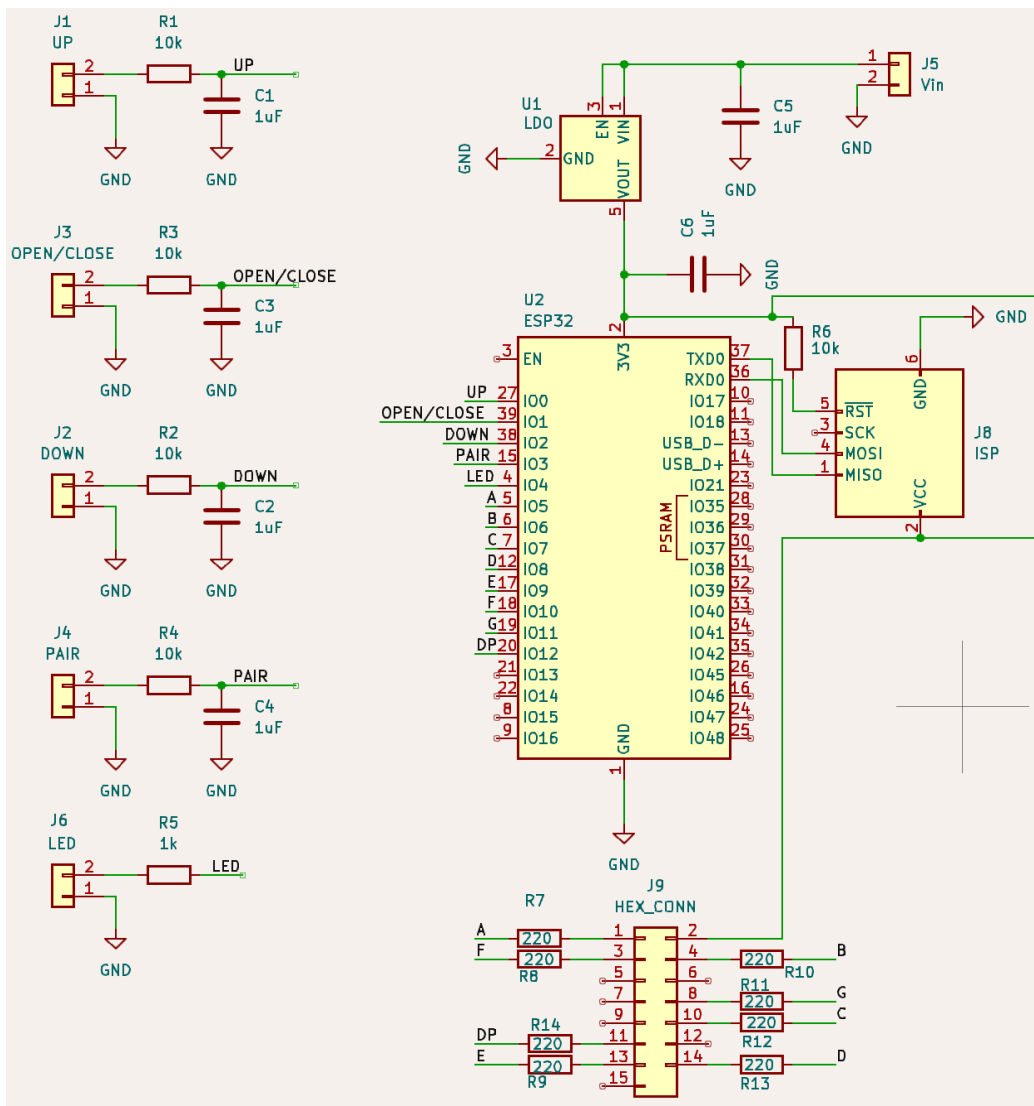 J1
UP
2
1
R1
10k
UP
C1
1uF
GND
GND
J3
OPEN/CLOSE
2
1
R3
10k
OPEN/CLOSE
C3
1uF
GND
GND
J2
DOWN
2
1
R2
10k
DOWN
C2
1uF
GND
GND
J4
PAIR
2
1
R4
10k
PAIR
C4
1uF
GND
GND
J6
LED
2
1
R5
1k
LED
GND
U1
LDO
3
1
EN
VIN
GND
2
GND
VOUT
5
C5
1uF
GND
1
2
J5
Vin
GND
C6
1uF
GND
U2
ESP32
2
3V3
3 EN
UP 27 IO0
OPEN/CLOSE 39 IO1
DOWN 38 IO2
PAIR 15 IO3
LED 4 IO4
A 5 IO5
B 6 IO6
C 7 IO7
D 12 IO8
E 17 IO9
F 18 IO10
G 19 IO11
DP 20 IO12
21 IO13
22 IO14
8 IO15
9 IO16
TXD0 37
RXD0 36
IO17 10
IO18 11
USB_D- 13
USB_D+ 14
IO21 23
IO35 28
IO36 29
IO37 30
IO38 31
IO39 32
IO40 33
IO41 34
IO42 35
IO45 26
IO46 16
IO47 24
IO48 25
PSRAM
GND
1
GND
R6
10k
GND
6
GND
5 RST
3 SCK
4 MOSI
1 MISO
VCC
2
J8
ISP
J9
HEX_CONN
R7
A 220 1
2
F 220 3
R8
4 220 B
R10
5
6
7
R11
8 220 G
9
10 220 C
R12
R14
DP 220 11
12
E 220 13
R9
14 220 D
R13
15